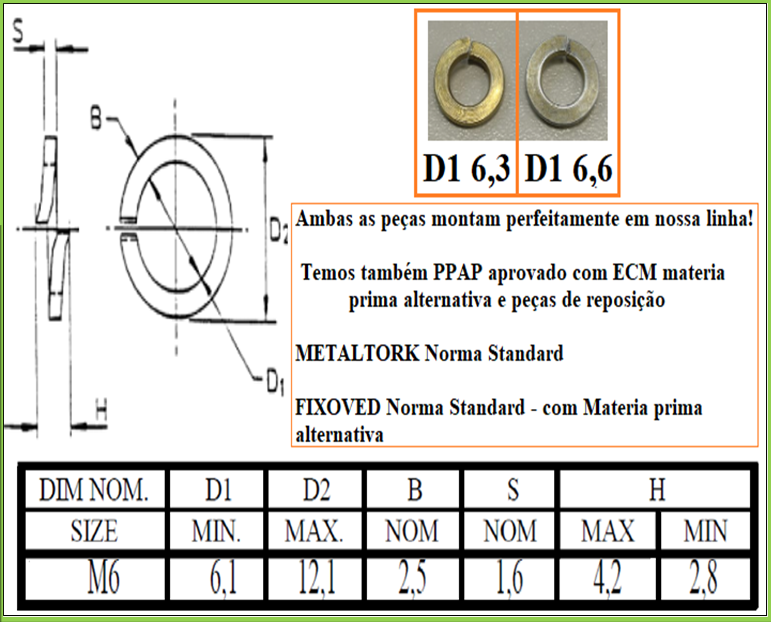 S
B
D2
D1
H
D1 6,3 D1 6,6
Ambas as peças montam perfeitamente em nossa linha!
Temos também PPAP aprovado com ECM materia
prima alternativa e peças de reposição
METALTORK Norma Standard
FIXOVED Norma Standard - com Materia prima
alternativa
DIM NOM. D1 D2 B S H
SIZE MIN. MAX. NOM NOM MAX MIN
M6 6,1 12,1 2,5 1,6 4,2 2,8